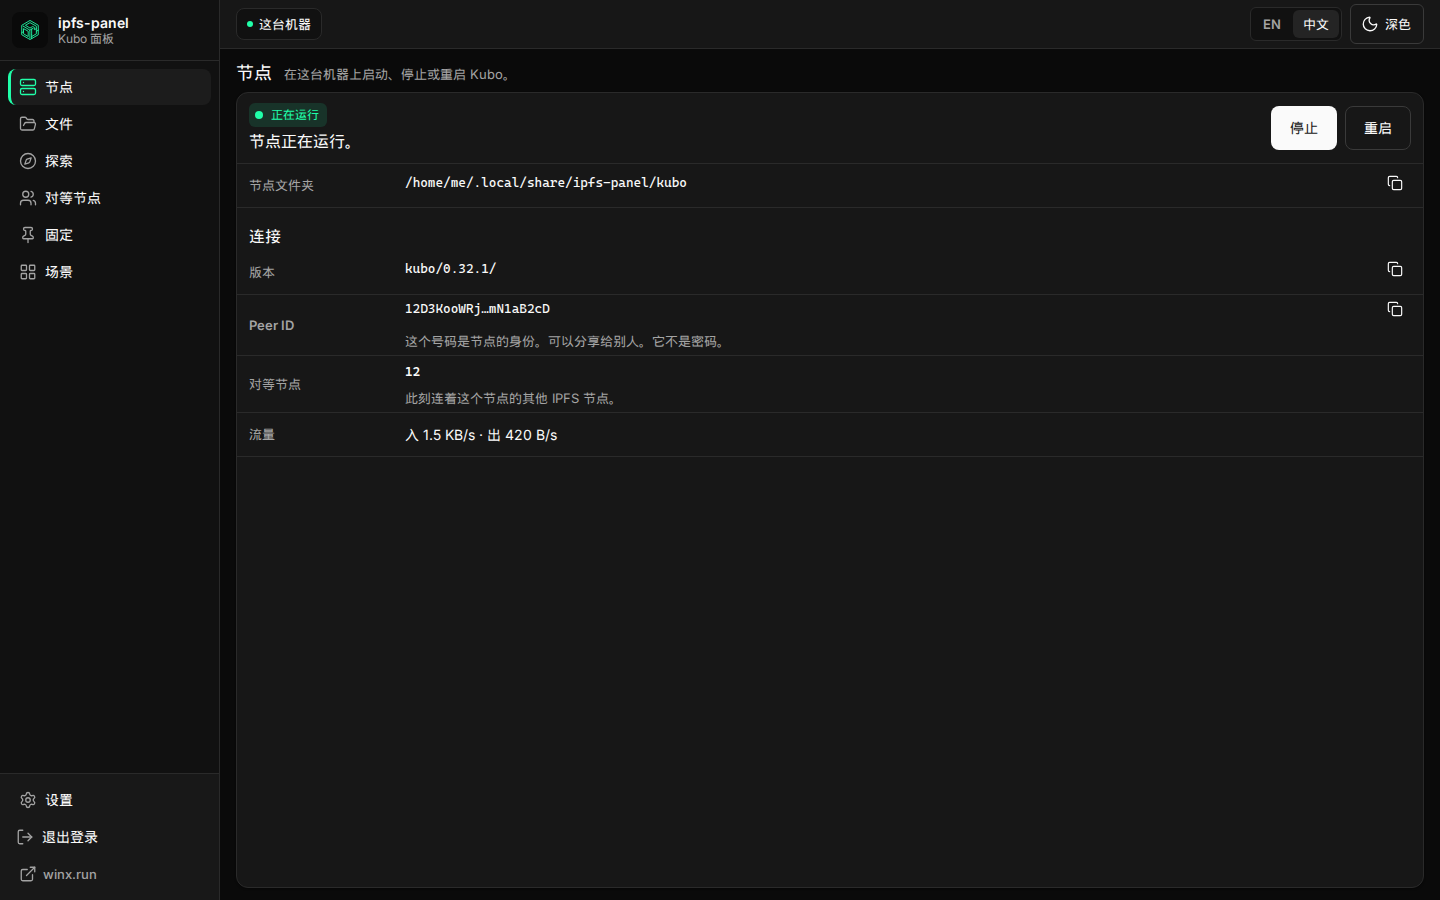 ipfs-panel
Kubo 面板
节点
文件
探索
对等节点
固定
场景
设置
退出登录
winx.run
这台机器
EN 中文 深色
节点 在这台机器上启动、停止或重启 Kubo。
正在运行
节点正在运行。
停止 重启
节点文件夹 /home/me/.local/share/ipfs-panel/kubo
连接
版本 kubo/0.32.1/
Peer ID 12D3KooWRj…mN1aB2cD
这个号码是节点的身份。可以分享给别人。它不是密码。
对等节点 12
此刻连着这个节点的其他 IPFS 节点。
流量 入 1.5 KB/s · 出 420 B/s